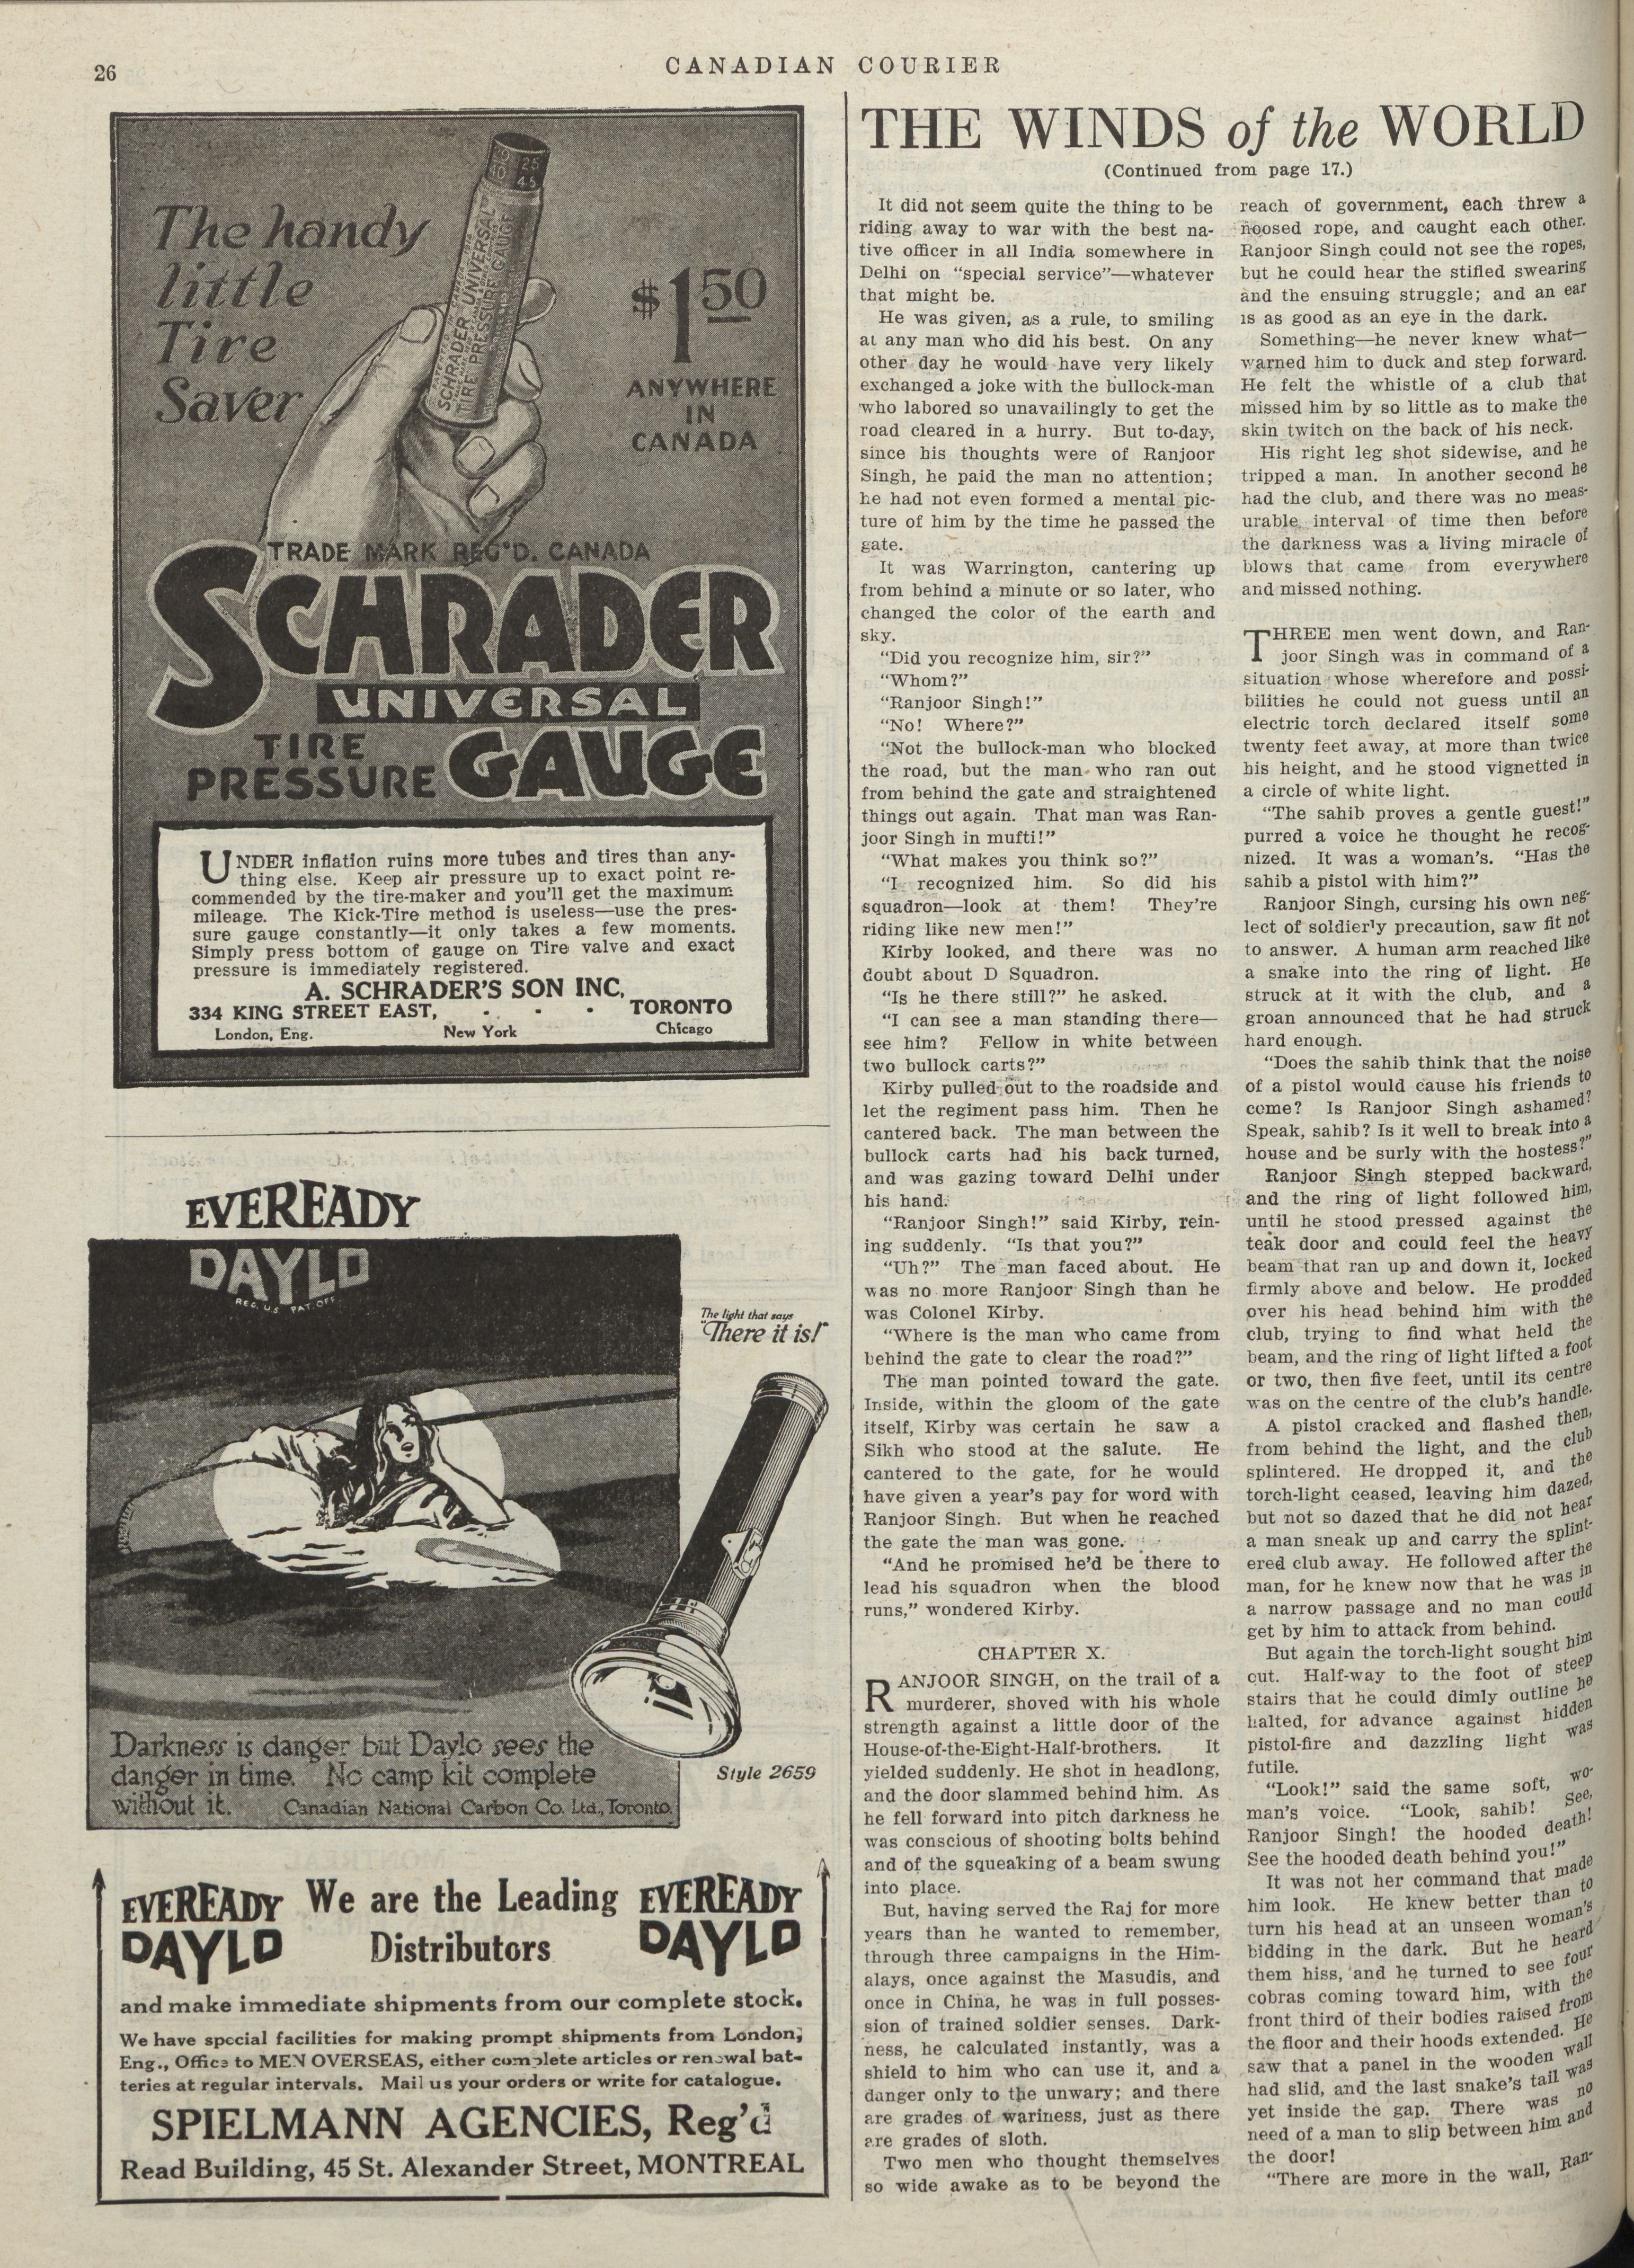 26
CANADIAN COURIER
The handy
little
Tire
Saver
10 25
10 45
SCHRADER UNIVERSAL
TIRE PRESSURE GAUGE
$1 50
ANYWHERE
IN
CANADA
TRADE MARK REG'D. CANADA
SCHRADER
UNIVERSAL
TIRE
PRESSURE GAUGE
UNDER inflation ruins more tubes and tires than any-
thing else. Keep air pressure up to exact point re-
commended by the tire-maker and you'll get the maximum
mileage. The Kick-Tire method is useless—use the pres-
sure gauge constantly—it only takes a few moments.
Simply press bottom of gauge on Tire valve and exact
pressure is immediately registered.
A. SCHRADER'S SON INC.
334 KING STREET EAST, - - - TORONTO
London, Eng. New York Chicago
EVEREADY
DAYLO
REG. U.S. PAT. OFF.
The light that says
"There it is!"
Style 2659
Darkness is danger but Daylo sees the
danger in time. No camp kit complete
without it. Canadian National Carbon Co. Ltd., Toronto.
EVEREADY We are the Leading EVEREADY
DAYLO Distributors DAYLO
and make immediate shipments from our complete stock.
We have special facilities for making prompt shipments from London,
Eng., Office to MEN OVERSEAS, either complete articles or renewal bat-
teries at regular intervals. Mail us your orders or write for catalogue.
SPIELMANN AGENCIES, Reg'd
Read Building, 45 St. Alexander Street, MONTREAL
THE WINDS of the WORLD
(Continued from page 17.)
It did not seem quite the thing to be
riding away to war with the best na-
tive officer in all India somewhere in
Delhi on "special service"—whatever
that might be.
He was given, as a rule, to smiling
at any man who did his best. On any
other day he would have very likely
exchanged a joke with the bullock-man
who labored so unavailingly to get the
road cleared in a hurry. But to-day,
since his thoughts were of Ranjoor
Singh, he paid the man no attention;
he had not even formed a mental pic-
ture of him by the time he passed the
gate.
It was Warrington, cantering up
from behind a minute or so later, who
changed the color of the earth and
sky.
"Did you recognize him, sir?"
"Whom?"
"Ranjoor Singh!"
"No! Where?"
"Not the bullock-man who blocked
the road, but the man who ran out
from behind the gate and straightened
things out again. That man was Ran-
joor Singh in mufti!"
"What makes you think so?"
"I recognized him. So did his
squadron—look at them! They're
riding like new men!"
Kirby looked, and there was no
doubt about D Squadron.
"Is he there still?" he asked.
"I can see a man standing there—
see him? Fellow in white between
two bullock carts?"
Kirby pulled out to the roadside and
let the regiment pass him. Then he
cantered back. The man between the
bullock carts had his back turned,
and was gazing toward Delhi under
his hand.
"Ranjoor Singh!" said Kirby, rein-
ing suddenly. "Is that you?"
"Uh?" The man faced about. He
was no more Ranjoor Singh than he
was Colonel Kirby.
"Where is the man who came from
behind the gate to clear the road?"
The man pointed toward the gate.
Inside, within the gloom of the gate
itself, Kirby was certain he saw a
Sikh who stood at the salute. He
cantered to the gate, for he would
have given a year's pay for word with
Ranjoor Singh. But when he reached
the gate the man was gone.
"And he promised he'd be there to
lead his squadron when the blood
runs," wondered Kirby.
CHAPTER X.
RANJOOR SINGH, on the trail of a
murderer, shoved with his whole
strength against a little door of the
House-of-the-Eight-Half-brothers. It
yielded suddenly. He shot in headlong,
and the door slammed behind him. As
he fell forward into pitch darkness he
was conscious of shooting bolts behind
and of the squeaking of a beam swung
into place.
But, having served the Raj for more
years than he wanted to remember,
through three campaigns in the Him-
alays, once against the Masudis, and
once in China, he was in full posses-
sion of trained soldier senses. Dark-
ness, he calculated instantly, was a
shield to him who can use it, and a
danger only to the unwary; and there
are grades of wariness, just as there
are grades of sloth.
Two men who thought themselves
so wide awake as to be beyond the
reach of government, each threw a
noosed rope, and caught each other.
Ranjoor Singh could not see the ropes,
but he could hear the stifled swearing
and the ensuing struggle; and an ear
is as good as an eye in the dark.
Something—he never knew what—
warned him to duck and step forward.
He felt the whistle of a club that
missed him by so little as to make the
skin twitch on the back of his neck.
His right leg shot sidewise, and he
tripped a man. In another second he
had the club, and there was no meas-
urable interval of time then before
the darkness was a living miracle of
blows that came from everywhere
and missed nothing.
THREE men went down, and Ran-
joor Singh was in command of a
situation whose wherefore and possi-
bilities he could not guess until an
electric torch declared itself some
twenty feet away, at more than twice
his height, and he stood vignetted in
a circle of white light.
"The sahib proves a gentle guest!"
purred a voice he thought he recog-
nized. It was a woman's. "Has the
sahib a pistol with him?"
Ranjoor Singh, cursing his own neg-
lect of soldierly precaution, saw fit not
to answer. A human arm reached like
a snake into the ring of light. He
struck at it with the club, and a
groan announced that he had struck
hard enough.
"Does the sahib think that the noise
of a pistol would cause his friends to
come? Is Ranjoor Singh ashamed?
Speak, sahib? Is it well to break into a
house and be surly with the hostess?"
Ranjoor Singh stepped backward,
and the ring of light followed him,
until he stood pressed against the
teak door and could feel the heavy
beam that ran up and down it, locked
firmly above and below. He prodded
over his head behind him with the
club, trying to find what held the
beam, and the ring of light lifted a foot
or two, then five feet, until its centre
was on the centre of the club's handle.
A pistol cracked and flashed then,
from behind the light, and the club
splintered. He dropped it, and the
torch-light ceased, leaving him dazed,
but not so dazed that he did not hear
a man sneak up and carry the splint-
ered club away. He followed after the
man, for he knew now that he was in
a narrow passage and no man could
get by him to attack from behind.
But again the torch-light sought him
out. Half-way to the foot of steep
stairs that he could dimly outline he
halted, for advance against hidden
pistol-fire and dazzling light was
futile.
"Look!" said the same soft, wo-
man's voice. "Look, sahib! See,
Ranjoor Singh! the hooded death!
See the hooded death behind you!"
It was not her command that made
him look. He knew better than to
turn his head at an unseen woman's
bidding in the dark. But he heard
them hiss, and he turned to see four
cobras coming toward him, with the
front third of their bodies raised from
the floor and their hoods extended. He
saw that a panel in the wooden wall
had slid, and the last snake's tail was
yet inside the gap. There was no
need of a man to slip between him and
the door!
"There are more in the wall, Ran-